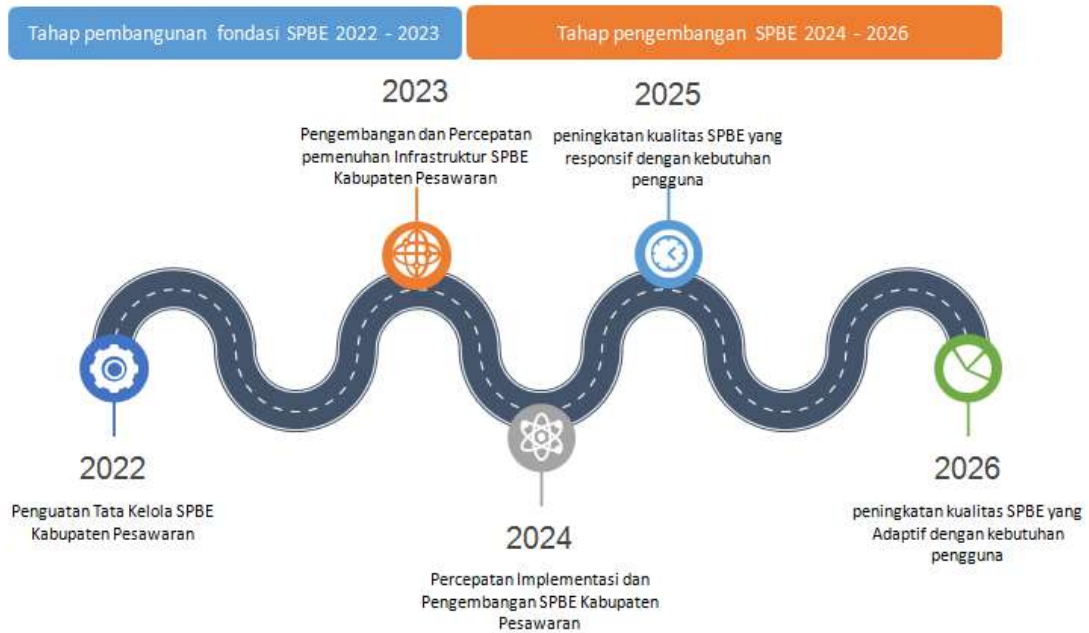 Tahap pembangunan fondasi SPBE 2022 - 2023
Tahap pengembangan SPBE 2024 - 2026
2023
Pengembangan dan Percepatan
pemenuhan Infrastruktur SPBE
Kabupaten Pesawaran
2025
peningkatan kualitas SPBE yang
responsif dengan kebutuhan
pengguna
2022
Penguatan Tata Kelola SPBE
Kabupaten Pesawaran
2024
Percepatan Implementasi dan
Pengembangan SPBE Kabupaten
Pesawaran
2026
peningkatan kualitas SPBE yang
Adaptif dengan kebutuhan
pengguna